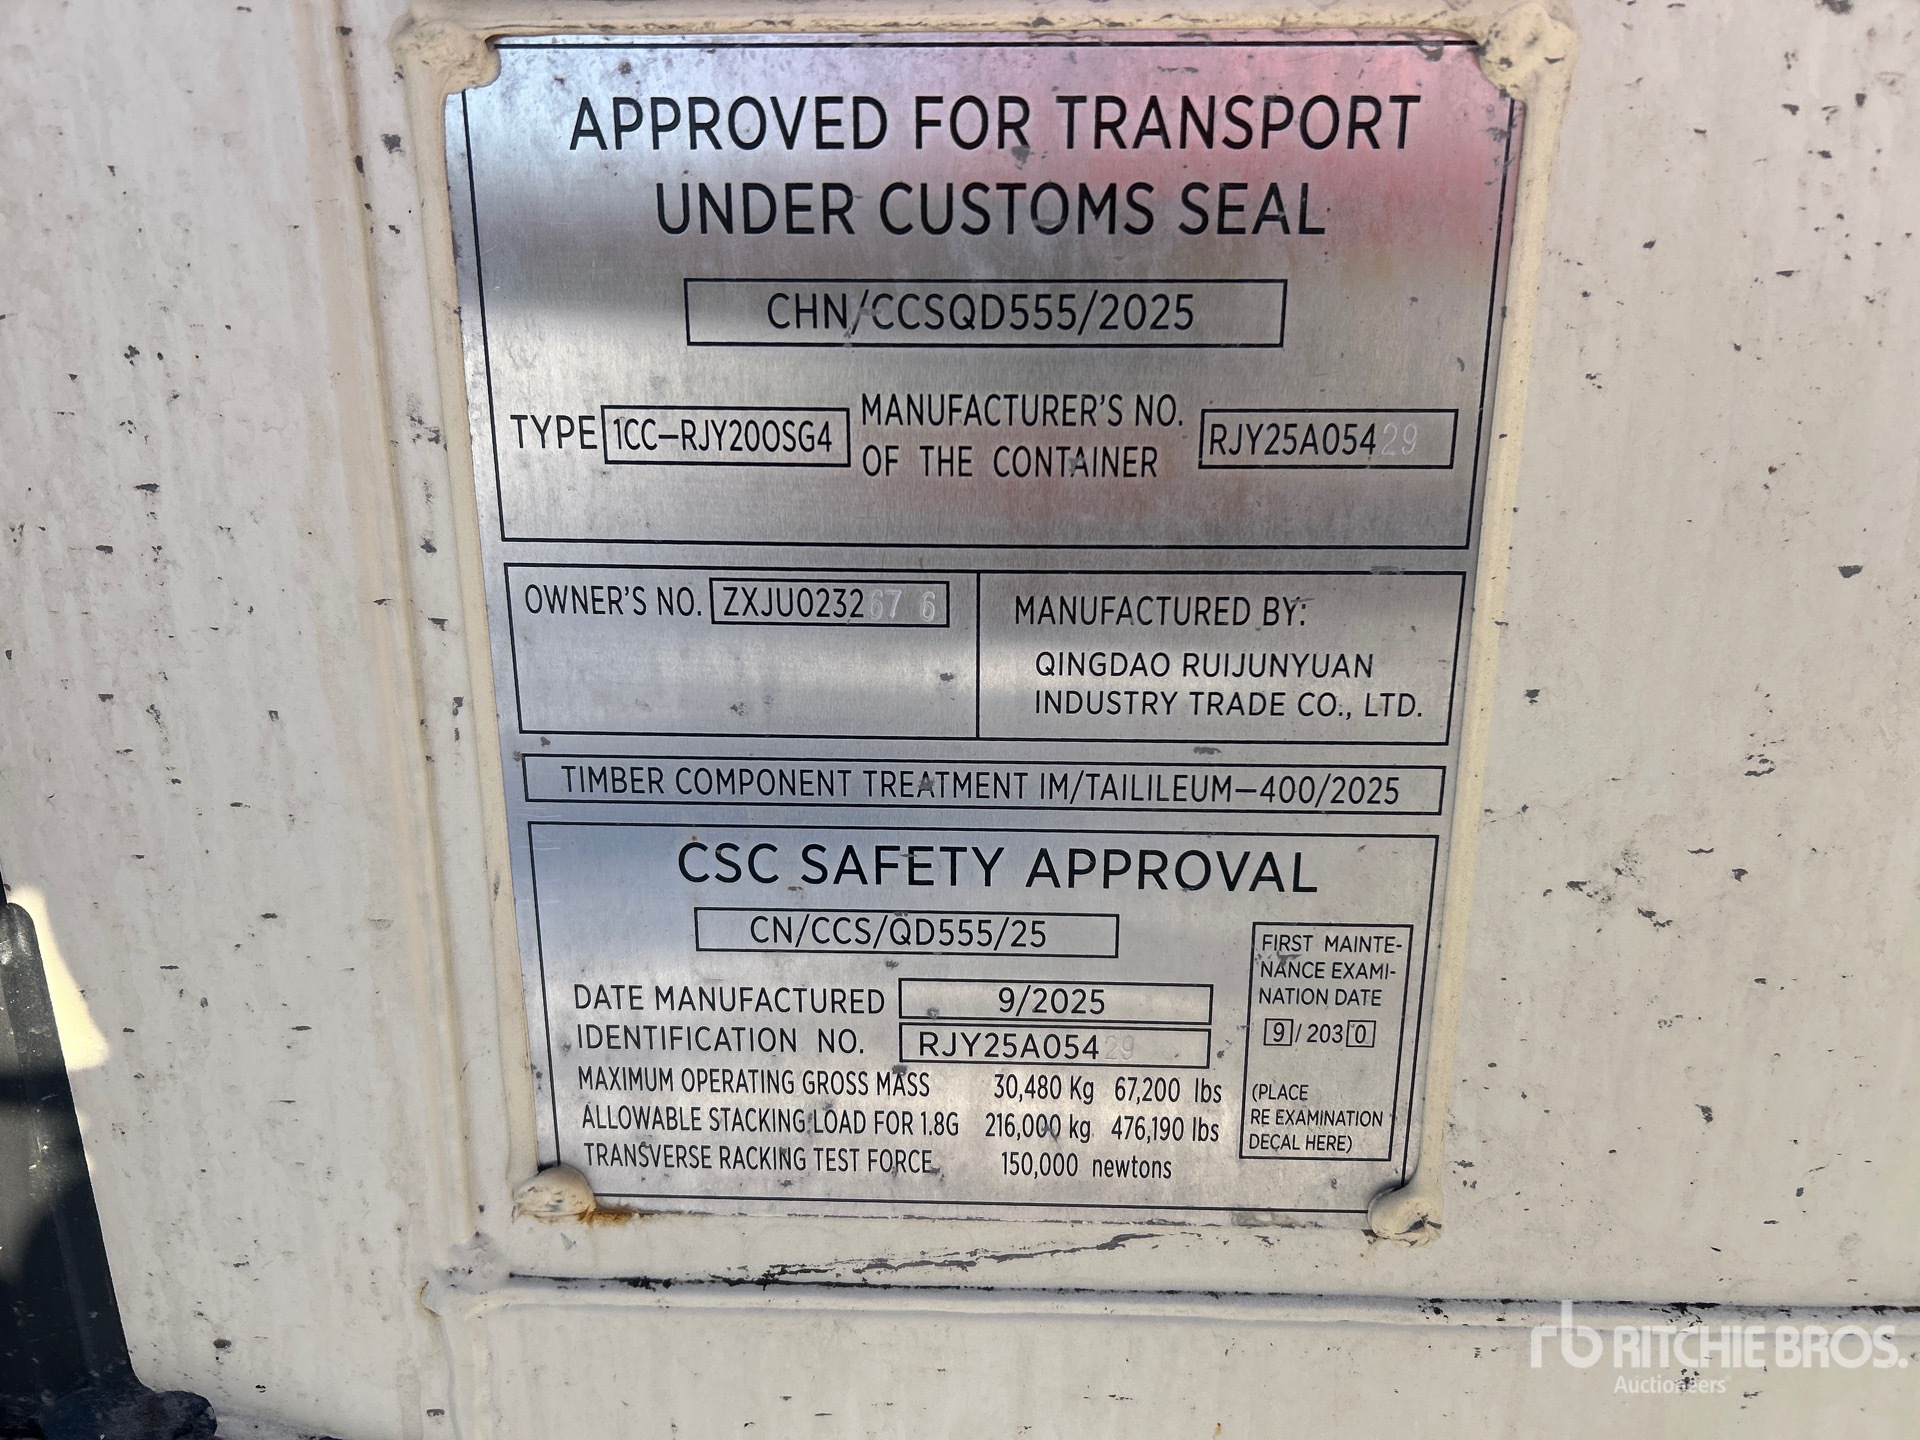 APPROVED FOR TRANSPORT
UNDER CUSTOMS SEAL
CHN/CCSQD555/2025
TYPE 1CC-RJY200SG4 MANUFACTURER'S NO. OF THE CONTAINER RJY25A05429
OWNER'S NO. ZXJU023267 6
MANUFACTURED BY:
QINGDAO RUIJUNYUAN
INDUSTRY TRADE CO., LTD.
TIMBER COMPONENT TREATMENT IM/TAILILEUM-400/2025
CSC SAFETY APPROVAL
CN/CCS/QD555/25
DATE MANUFACTURED 9/2025
IDENTIFICATION NO. RJY25A05429
MAXIMUM OPERATING GROSS MASS 30,480 Kg 67,200 lbs
ALLOWABLE STACKING LOAD FOR 1.8G 216,000 kg 476,190 lbs
TRANSVERSE RACKING TEST FORCE 150,000 newtons
FIRST MAINTE-
NANCE EXAMI-
NATION DATE
9/2030
(PLACE
RE EXAMINATION
DECAL HERE)
rb RITCHIE BROS.
Auctioneers